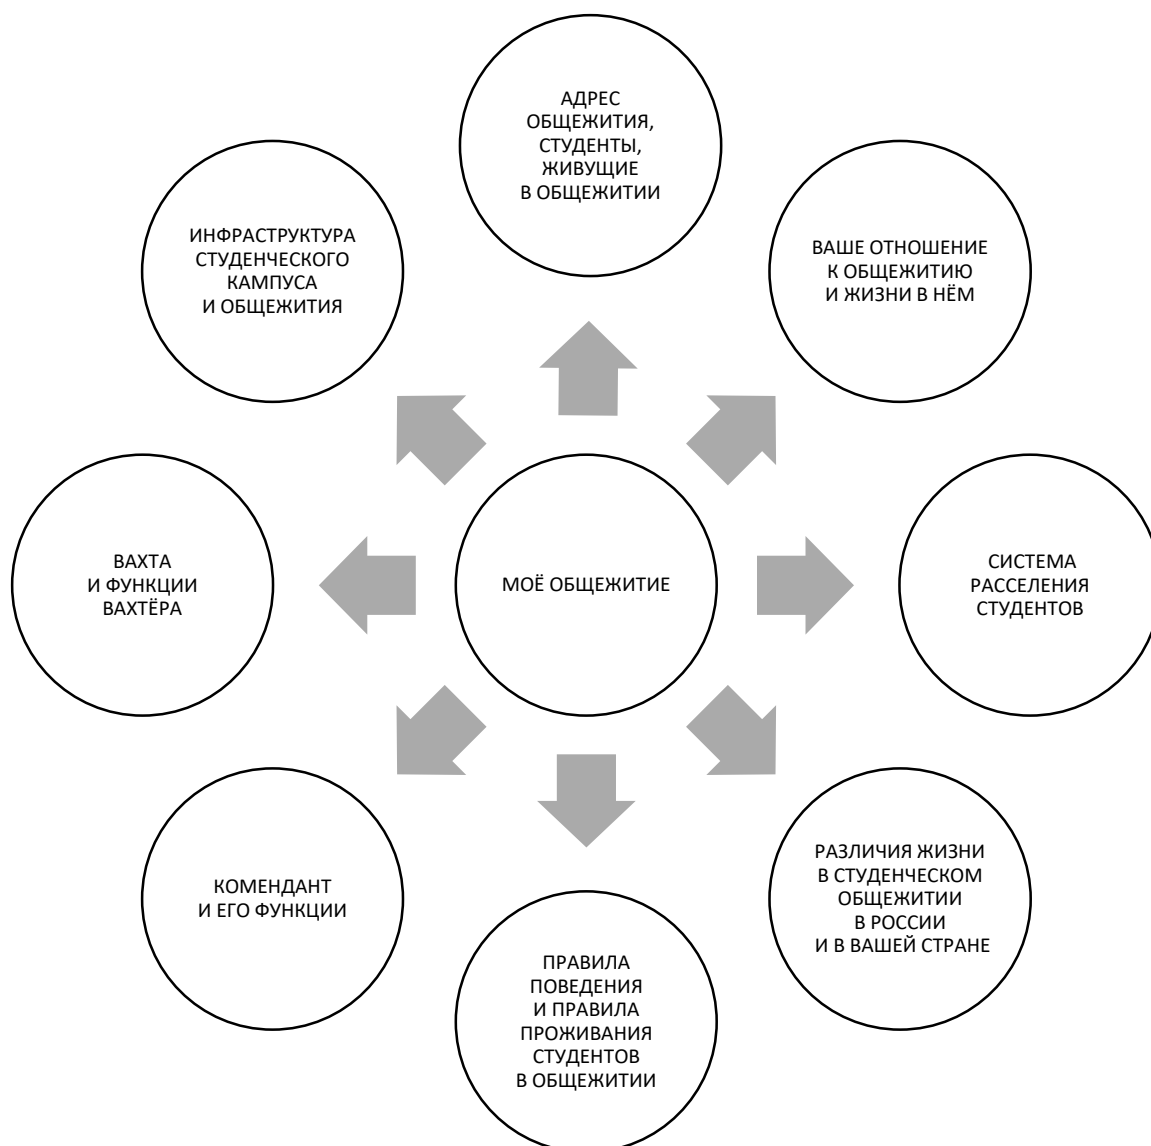 АДРЕС
ОБЩЕЖИТИЯ,
СТУДЕНТЫ,
ЖИВУЩИЕ
В ОБЩЕЖИТИИ
ИНФРАСТРУКТУРА
СТУДЕНЧЕСКОГО
КАМПУСА
И ОБЩЕЖИТИЯ
ВАШЕ ОТНОШЕНИЕ
К ОБЩЕЖИТИЮ
И ЖИЗНИ В НЁМ
ВАХТА
И ФУНКЦИИ
ВАХТЁРА
МОЁ ОБЩЕЖИТИЕ
СИСТЕМА
РАССЕЛЕНИЯ
СТУДЕНТОВ
КОМЕНДАНТ
И ЕГО ФУНКЦИИ
РАЗЛИЧИЯ ЖИЗНИ
В СТУДЕНЧЕСКОМ
ОБЩЕЖИТИИ
В РОССИИ
И В ВАШЕЙ СТРАНЕ
ПРАВИЛА
ПОВЕДЕНИЯ
И ПРАВИЛА
ПРОЖИВАНИЯ
СТУДЕНТОВ
В ОБЩЕЖИТИИ